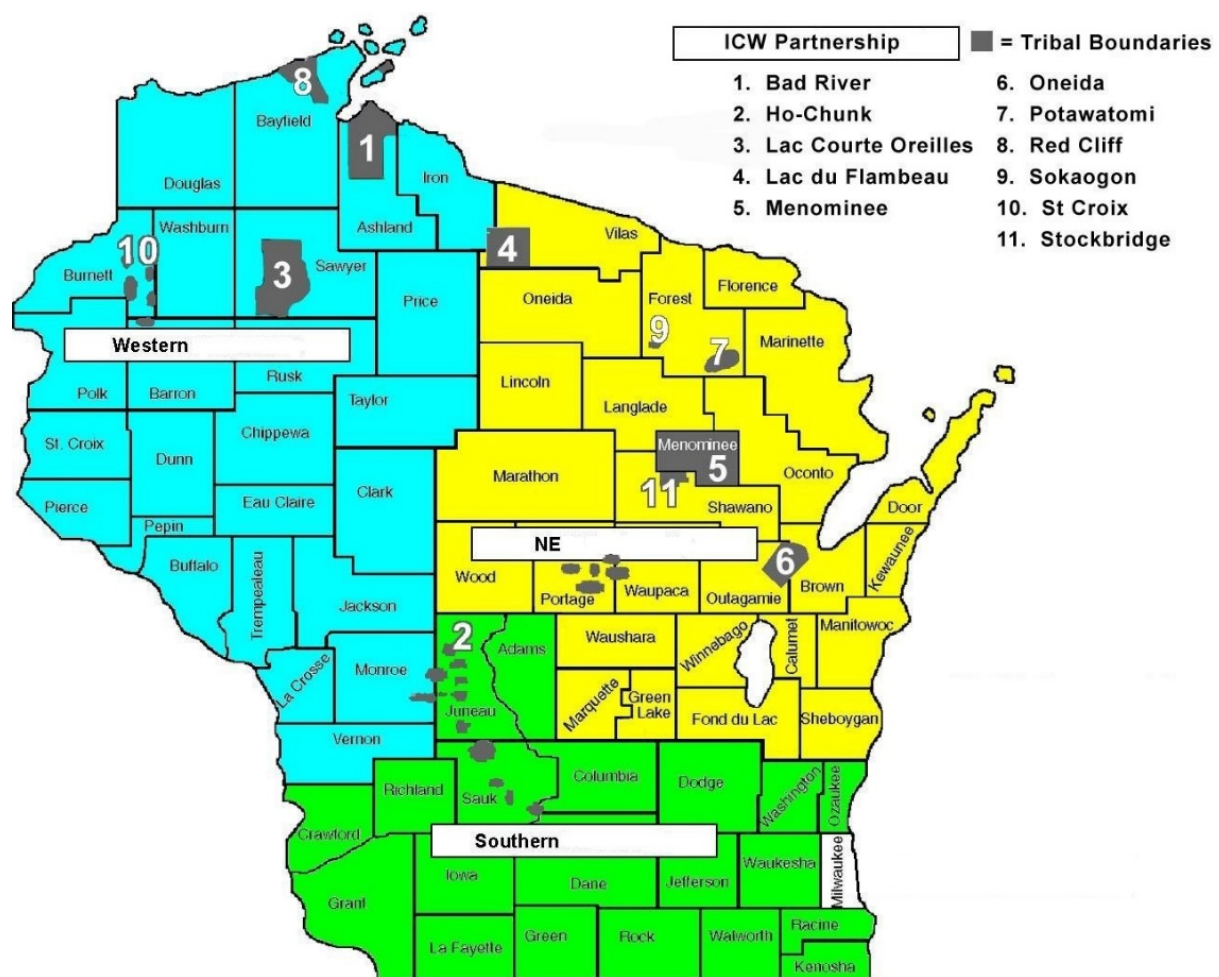 ICW Partnership
= Tribal Boundaries
1. Bad River
2. Ho-Chunk
3. Lac Courte Oreilles
4. Lac du Flambeau
5. Menominee
6. Oneida
7. Potawatomi
8. Red Cliff
9. Sokaogon
10. St Croix
11. Stockbridge
8
Bayfield
1
Douglas
Iron
Ashland
Washburn
10
Burnett
3
Sawyer
Price
4
Vilas
Oneida
Forest
Florence
9
7
Marinette
Western
Polk
Barron
Rusk
Taylor
Lincoln
Langlade
St. Croix
Dunn
Chippewa
Menominee
5
Oconto
Marathon
11
Shawano
Pierce
Pepin
Eau Claire
Clark
Door
NE
Buffalo
Trempealeau
Jackson
Wood
Portage
Waupaca
Outagamie
6
Brown
Kewaunee
2
Adams
Waushara
Winnebago
Calumet
Manitowoc
La Crosse
Monroe
Juneau
Marquette
Green
Lake
Fond du Lac
Sheboygan
Vernon
Richland
Sauk
Columbia
Dodge
Washington
Ozaukee
Crawford
Southern
Grant
Iowa
Dane
Jefferson
Waukesha
Milwaukee
La Fayette
Green
Rock
Walworth
Racine
Kenosha